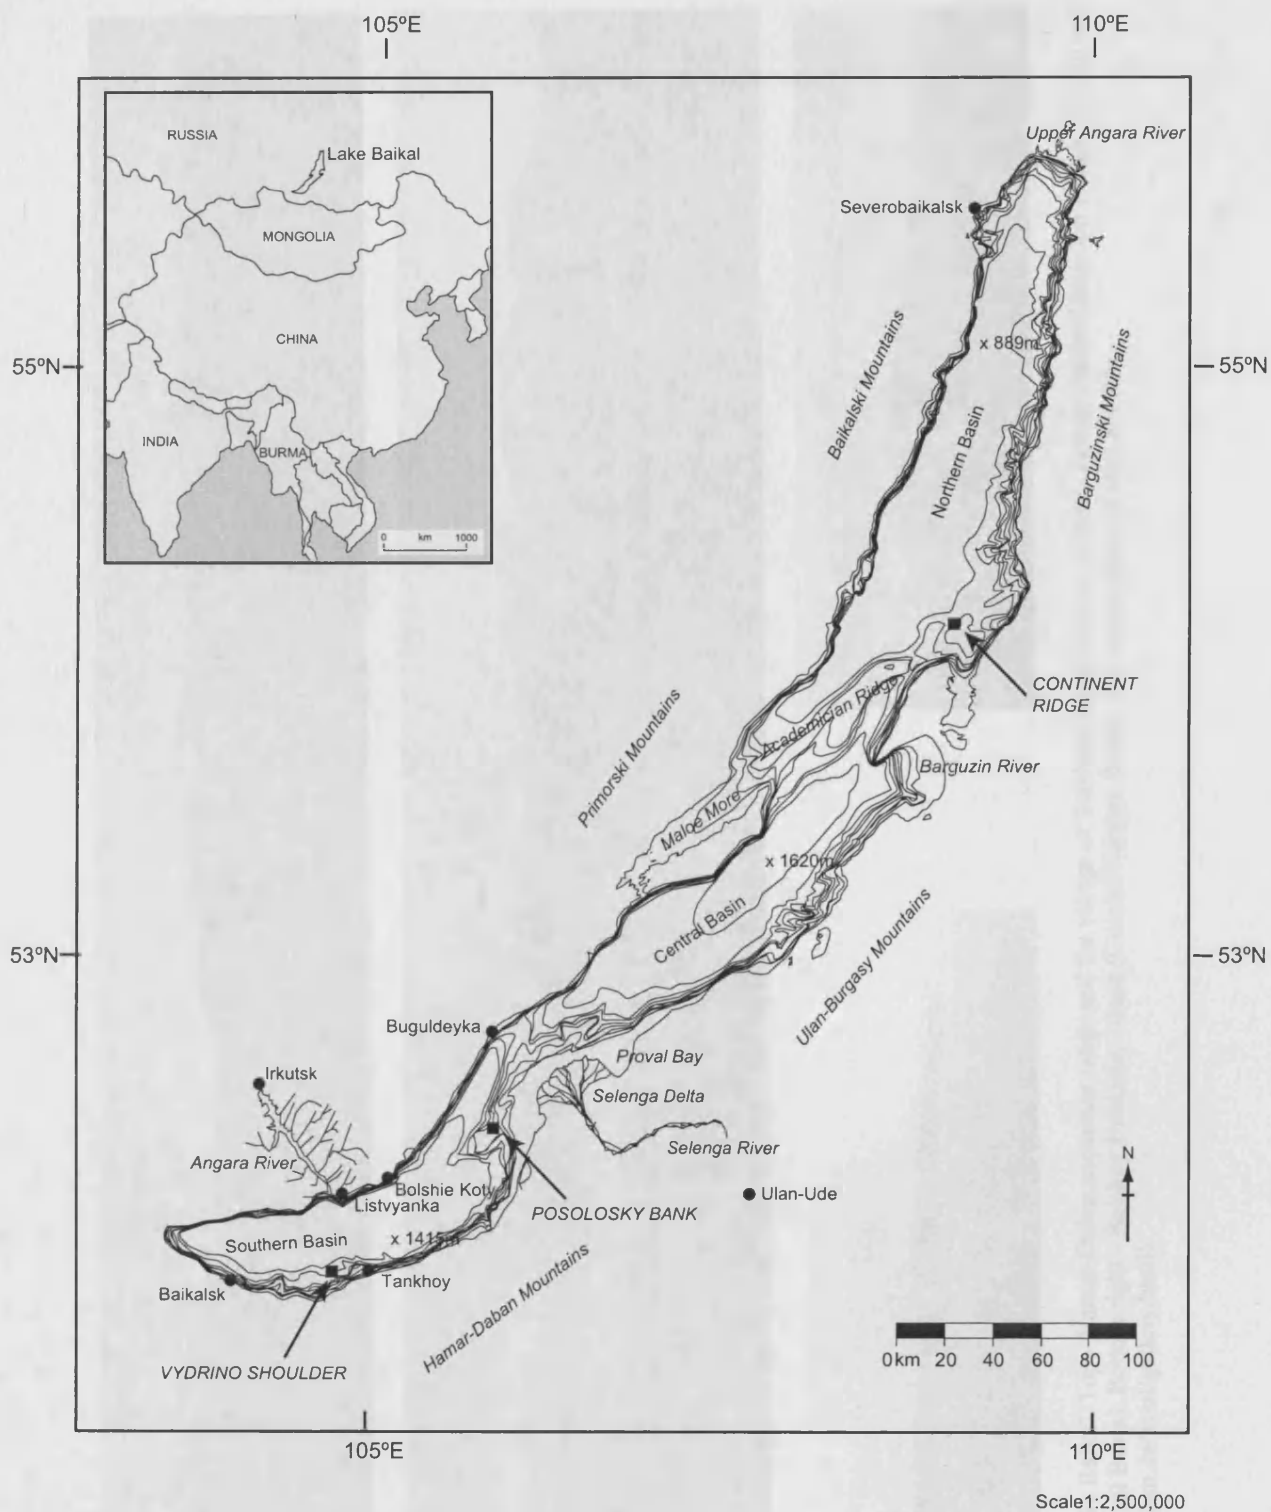 105ºE
110ºE
RUSSIA
Lake Baikal
MONGOLIA
CHINA
INDIA
BURMA
0 km 1000
Upper Angara River
Severobaikalsk
x 889m
55ºN
55ºN
Baikalski Mountains
Barguzinski Mountains
Northern Basin
CONTINENT
RIDGE
Academician Ridge
Primorski Mountains
Barguzin River
Maloe More
x 1620m
Central Basin
53ºN
53ºN
Ulan-Burgasy Mountains
Buguldeyka
Proval Bay
Irkutsk
Selenga Delta
Selenga River
Angara River
N
Bolshie Koty
Listvyanka
Ulan-Ude
POSOLOSKY BANK
Southern Basin
x 1415m
Tankhoy
Baikalsk
Hamar-Daban Mountains
VYDRINO SHOULDER
0km 20 40 60 80 100
105ºE
110ºE
Scale1:2,500,000